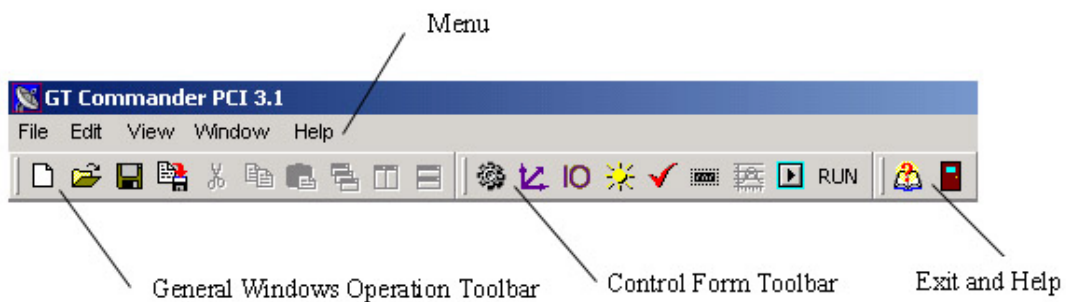 Menu
GT Commander PCI 3.1
File Edit View Window Help
IO RUN
General Windows Operation Toolbar
Control Form Toolbar
Exit and Help